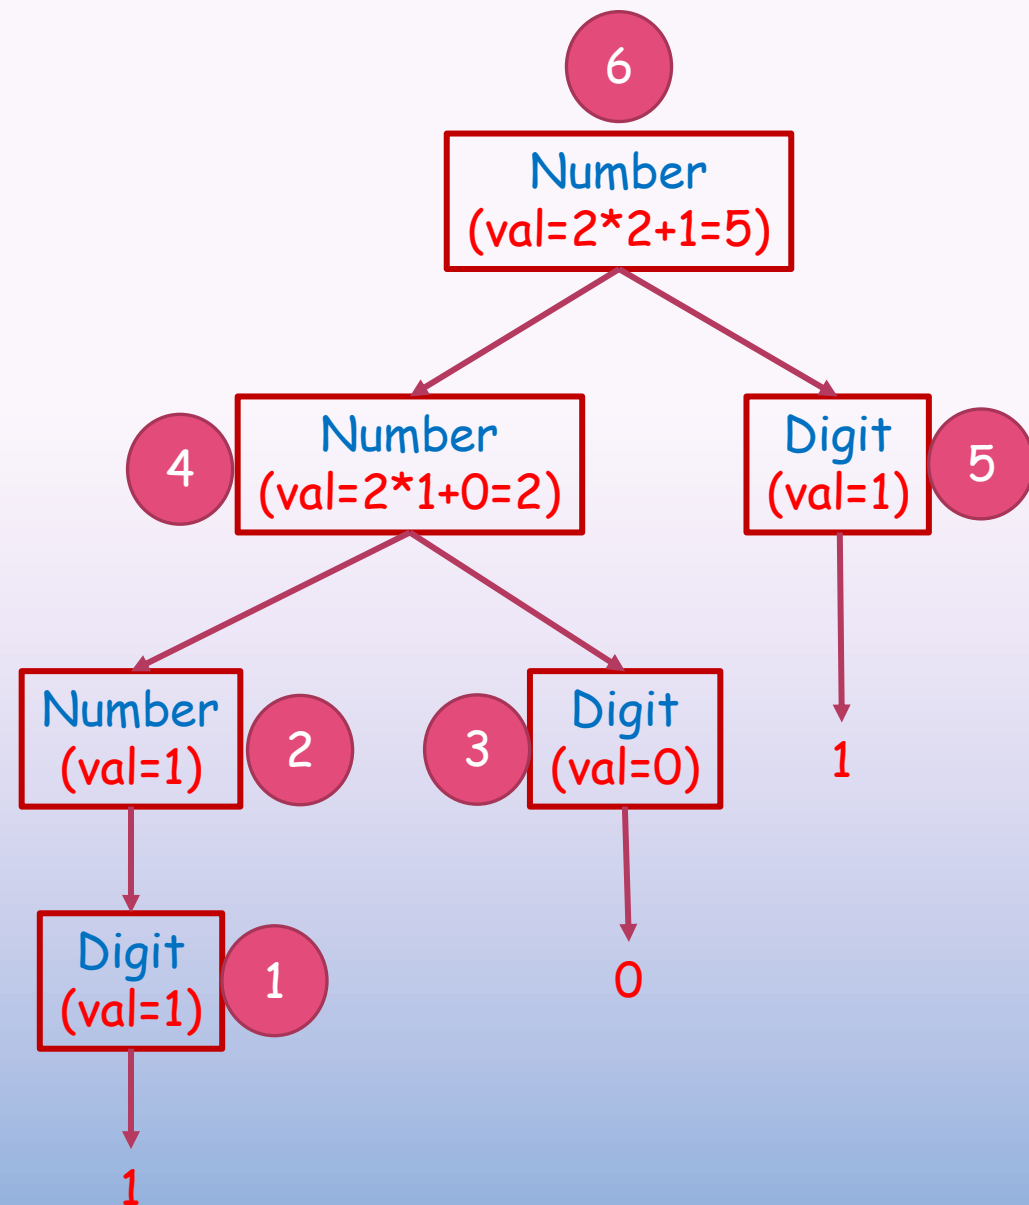 6
Number
(val=2*2+1=5)
4
Number
(val=2*1+0=2)
Digit
(val=1)
5
Number
(val=1)
2
3
Digit
(val=0)
1
Digit
(val=1)
1
0
1